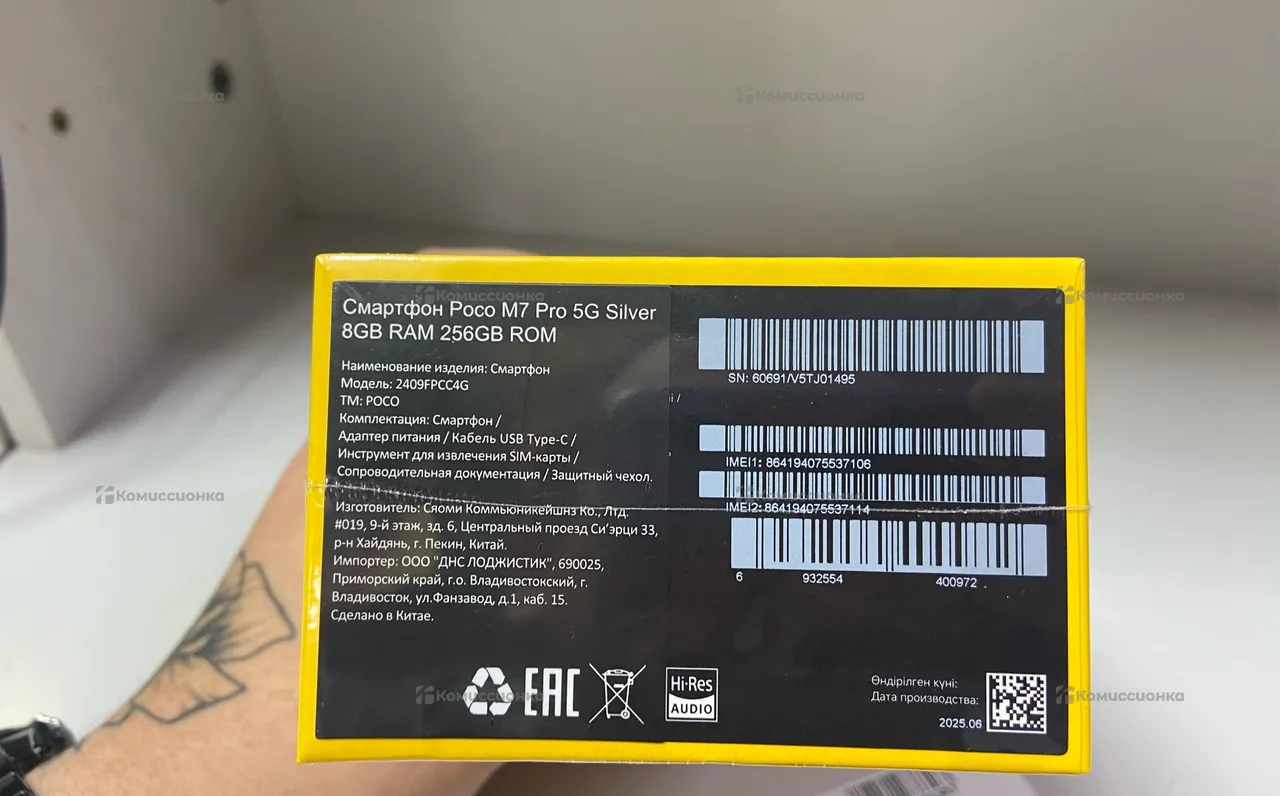 Комиссионка
Комиссионка
Комиссионка
Комиссионка
Смартфон Poco M7 Pro 5G Silver
8GB RAM 256GB ROM
Наименование изделия: Смартфон
Модель: 2409FPCC4G
ТМ: POCO
Комплектация: Смартфон /
Адаптер питания / Кабель USB Type-C /
Инструмент для извлечения SIM-карты /
Сопроводительная документация / Защитный чехол.
Изготовитель: Сяоми Коммьюникейшнз Ко., Лтд.
#019, 9-й этаж, зд. 6, Центральный проезд Си'эрци 33,
р-н Хайдянь, г. Пекин, Китай.
Импортер: ООО "ДНС ЛОДЖИСТИК", 690025,
Приморский край, г.о. Владивостокский, г.
Владивосток, ул.Фанзавод, д.1, каб. 15.
Сделано в Китае.
SN: 60691/V5TJ01495
IMEI1: 864194075537106
Комиссионка
IMEI2: 864194075537114
6 932554 400972
Комиссионка
EAC
Hi-Res
AUDIO
Өндірілген күні:
Дата производства:
2025.06
Комиссионка
Комиссионка